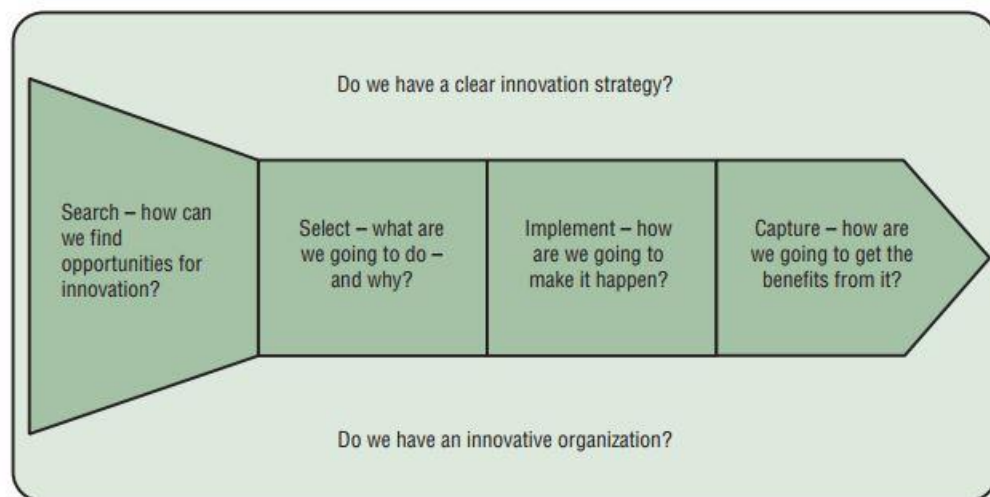 Do we have a clear innovation strategy?
Search – how can
we find
opportunities for
innovation?
Select – what are
we going to do –
and why?
Implement – how
are we going to
make it happen?
Capture – how are
we going to get the
benefits from it?
Do we have an innovative organization?